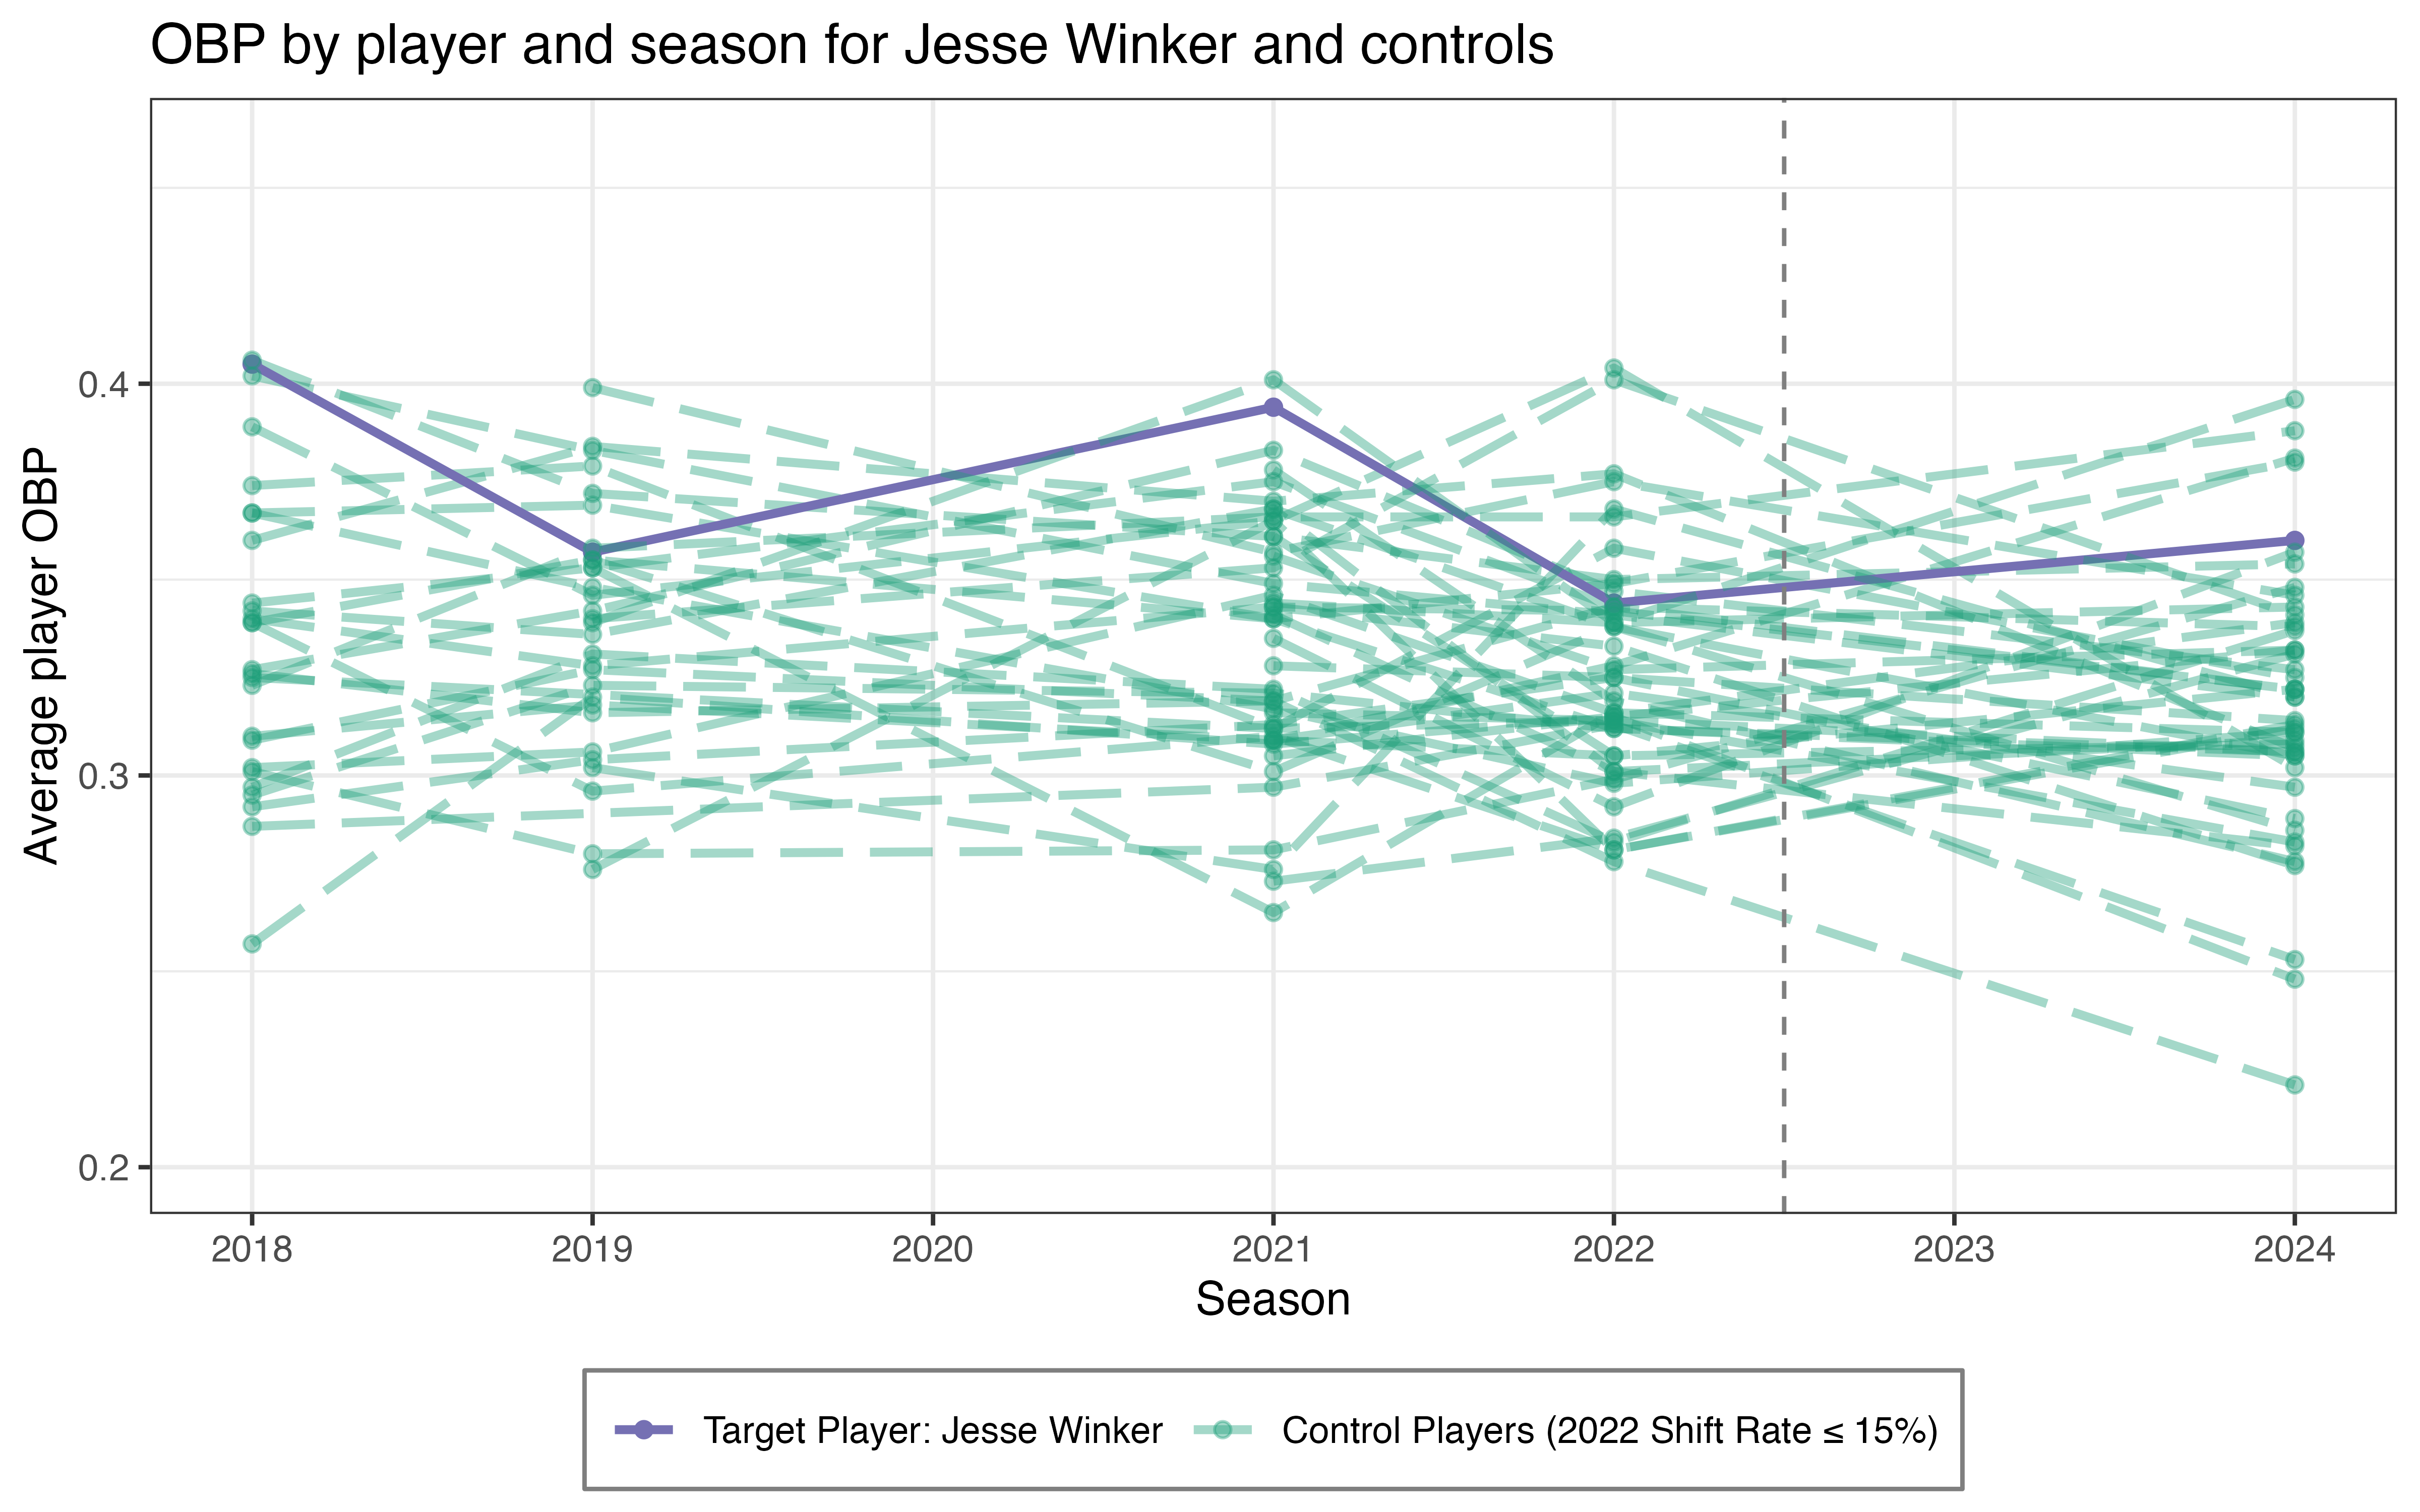 OBP by player and season for Jesse Winker and controls
Average player OBP
0.4
0.3
0.2
2018 2019 2020 2021 2022 2023 2024
Season
Target Player: Jesse Winker Control Players (2022 Shift Rate ≤ 15%)